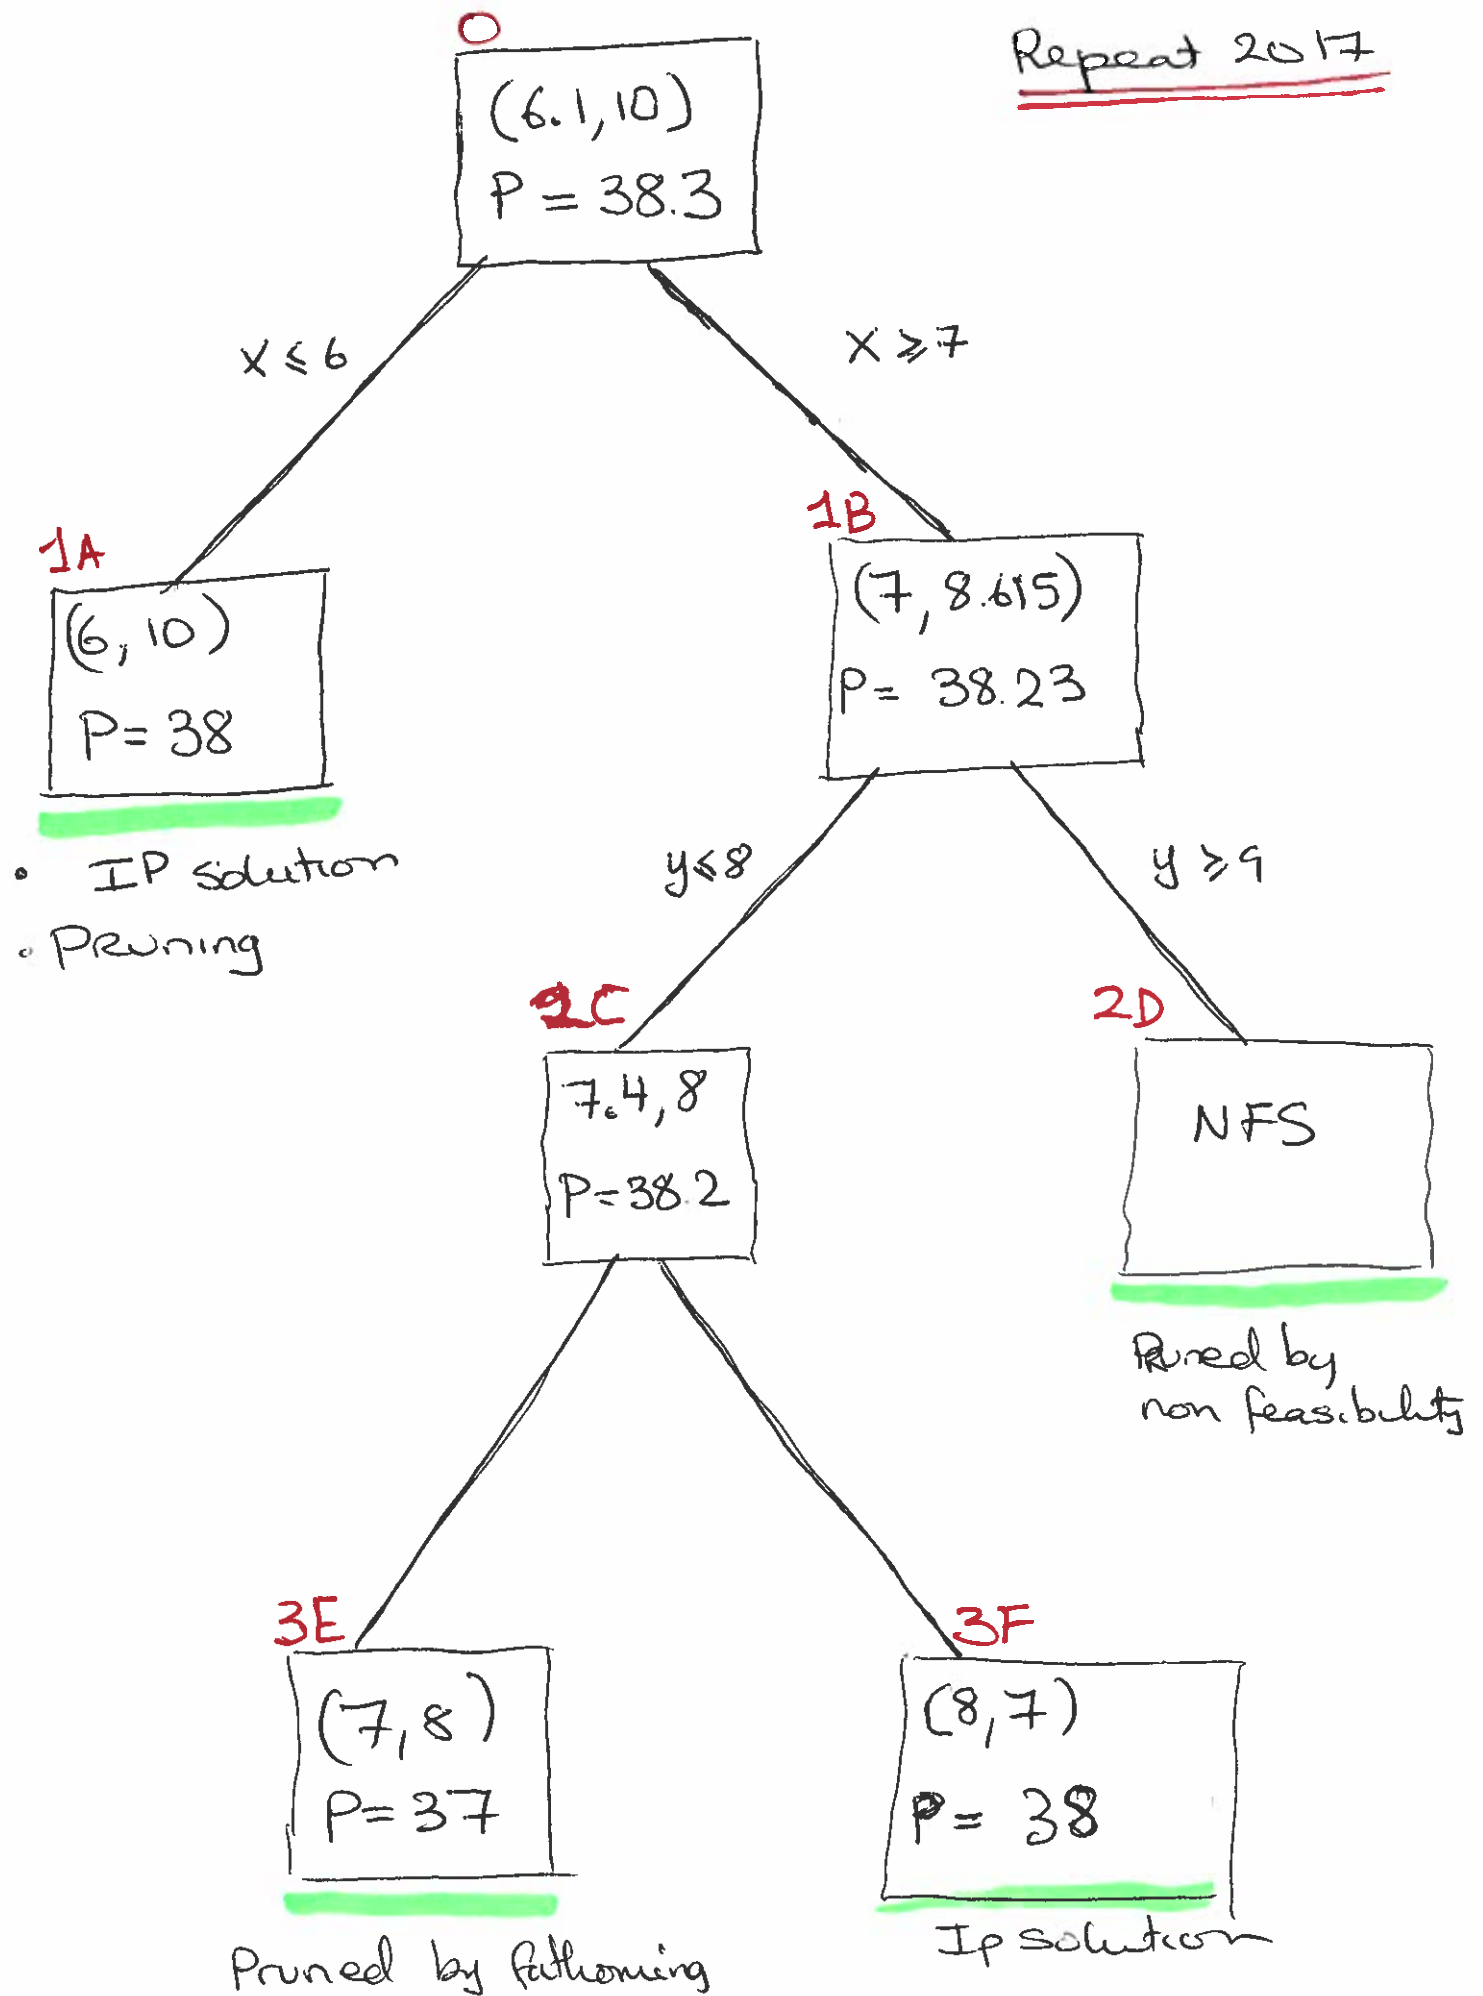 O
Repeat 2017
(6.1, 10)
P = 38.3
x ≤ 6
x ≥ 7
1A
1B
(6, 10)
P = 38
(7, 8.615)
P = 38.23
• IP solution
• Pruning
y ≤ 8
y ≥ 9
2C
2D
7.4, 8
P = 38.2
NFS
Pruned by
non feasibility
3E
3F
(7, 8)
P = 37
(8, 7)
P = 38
Pruned by fathoming
Ip solution